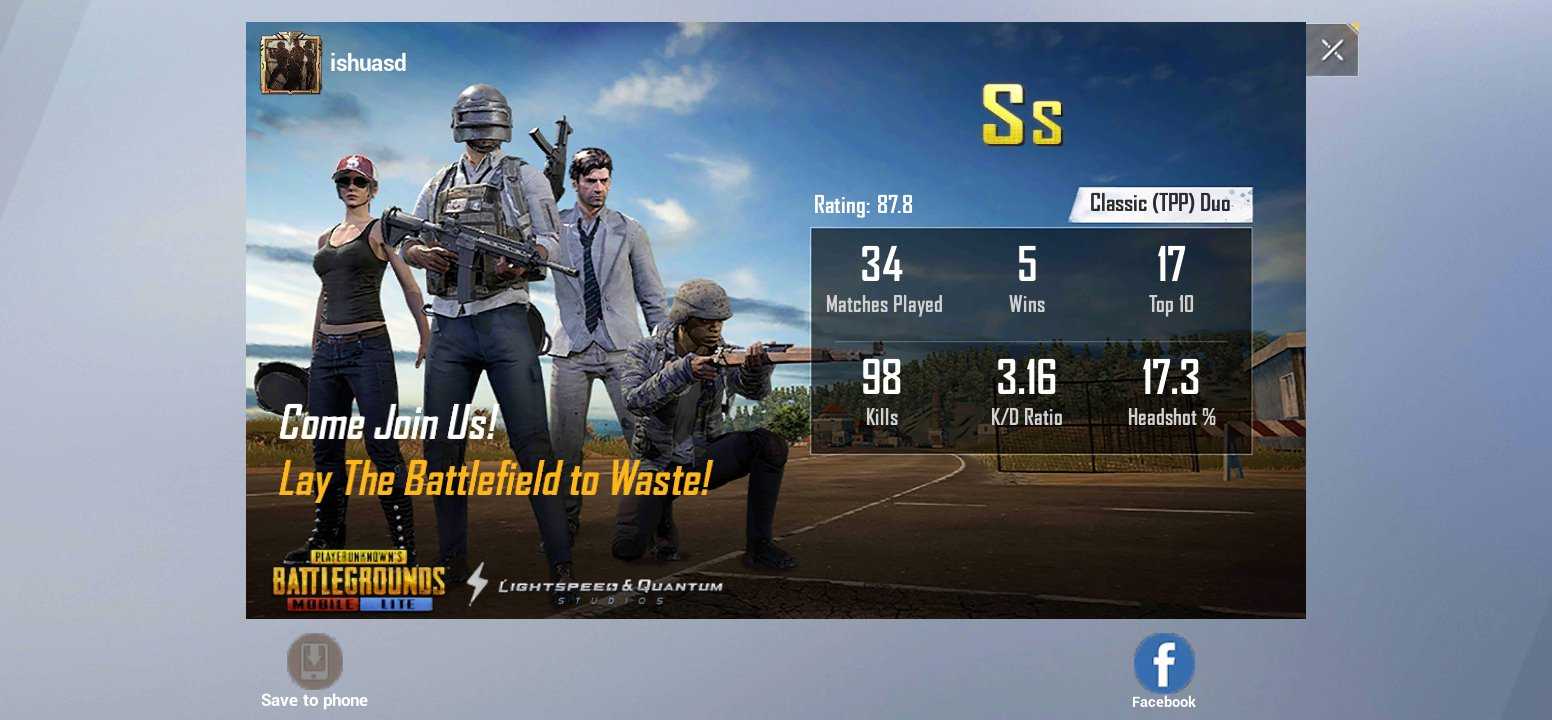 ishuasd
Ss
Rating: 87.8
Classic (TPP) Duo
34
5
17
Matches Played
Wins
Top 10
98
3.16
17.3
Kills
K/D Ratio
Headshot %
Come Join Us!
Lay The Battlefield to Waste!
PLAYERUNKNOWN'S
BATTLEGROUNDS
MOBILE LITE
LIGHTSPEED & QUANTUM
STUDIOS
Save to phone
Facebook